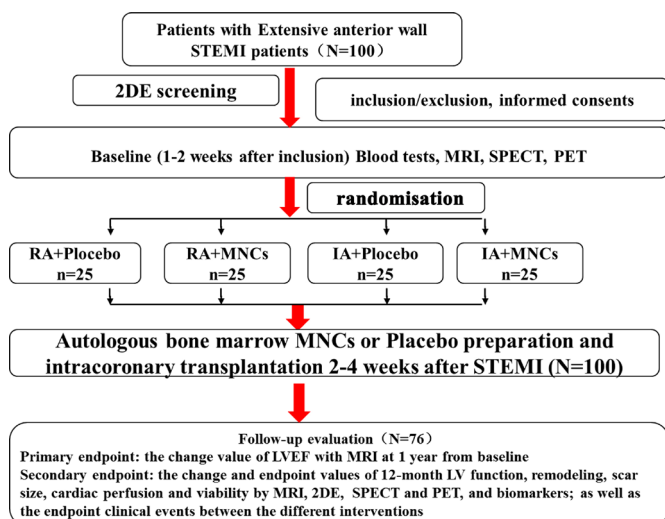 Patients with Extensive anterior wall
STEMI patients（N=100）
2DE screening
inclusion/exclusion, informed consents
Baseline (1-2 weeks after inclusion) Blood tests, MRI, SPECT, PET
randomisation
RA+Plocebo
n=25
RA+MNCs
n=25
IA+Plocebo
n=25
IA+MNCs
n=25
Autologous bone marrow MNCs or Placebo preparation and
intracoronary transplantation 2-4 weeks after STEMI (N=100)
Follow-up evaluation（N=76）
Primary endpoint: the change value of LVEF with MRI at 1 year from baseline
Secondary endpoint: the change and endpoint values of 12-month LV function, remodeling, scar
size, cardiac perfusion and viability by MRI, 2DE, SPECT and PET, and biomarkers; as well as
the endpoint clinical events between the different interventions